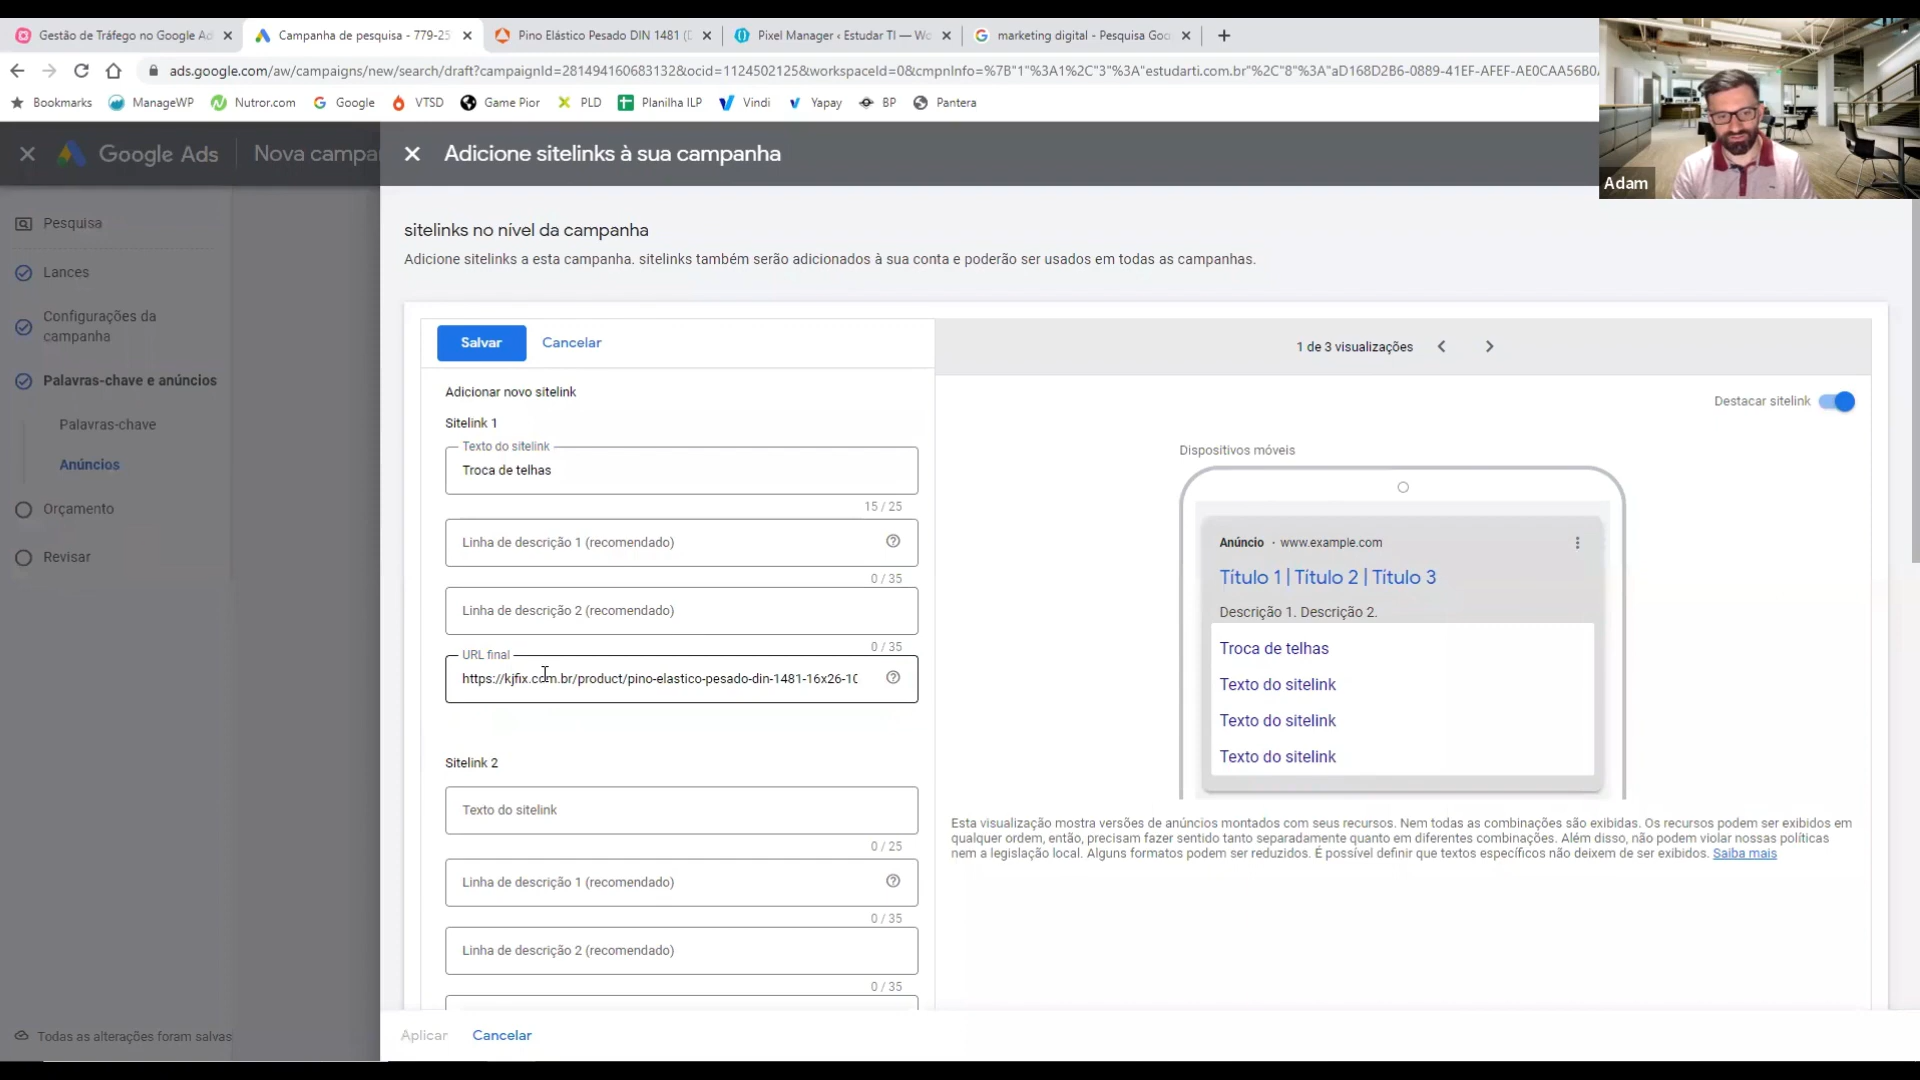 Gestão de Tráfego no Google Ad
Campanha de pesquisa - 779-25
Pino Elástico Pesado DIN 1481 (D
Pixel Manager ‹ Estudar TI — Wo
marketing digital - Pesquisa Goo
ads.google.com/aw/campaigns/new/search/draft?campaignId=281494160683132&ocid=1124502125&workspaceId=0&cmpnInfo=%7B"1"%3A1%2C"3"%3A"estudarti.com.br"%2C"8"%3A"aD168D2B6-0889-41EF-AFEF-AE0CAA56B0A
Bookmarks
ManageWP
Nutror.com
Google
VTSD
Game Pior
PLD
Planilha ILP
Vindi
Yapay
BP
Pantera
Adam
Google Ads
Nova campa
Adicione sitelinks à sua campanha
Pesquisa
Lances
Configurações da
campanha
Palavras-chave e anúncios
Palavras-chave
Anúncios
Orçamento
Revisar
Todas as alterações foram salvas
sitelinks no nível da campanha
Adicione sitelinks a esta campanha. sitelinks também serão adicionados à sua conta e poderão ser usados em todas as campanhas.
Salvar
Cancelar
Adicionar novo sitelink
Sitelink 1
Texto do sitelink
Troca de telhas
15 / 25
Linha de descrição 1 (recomendado)
0 / 35
Linha de descrição 2 (recomendado)
0 / 35
URL final
https://kjfix.com.br/product/pino-elastico-pesado-din-1481-16x26-10
Sitelink 2
Texto do sitelink
0 / 25
Linha de descrição 1 (recomendado)
0 / 35
Linha de descrição 2 (recomendado)
0 / 35
Aplicar
Cancelar
1 de 3 visualizações
Destacar sitelink
Dispositivos móveis
Anúncio · www.example.com
Título 1 | Título 2 | Título 3
Descrição 1. Descrição 2.
Troca de telhas
Texto do sitelink
Texto do sitelink
Texto do sitelink
Esta visualização mostra versões de anúncios montados com seus recursos. Nem todas as combinações são exibidas. Os recursos podem ser exibidos em
qualquer ordem, então, precisam fazer sentido tanto separadamente quanto em diferentes combinações. Além disso, não podem violar nossas políticas
nem a legislação local. Alguns formatos podem ser reduzidos. É possível definir que textos específicos não deixem de ser exibidos. Saiba mais